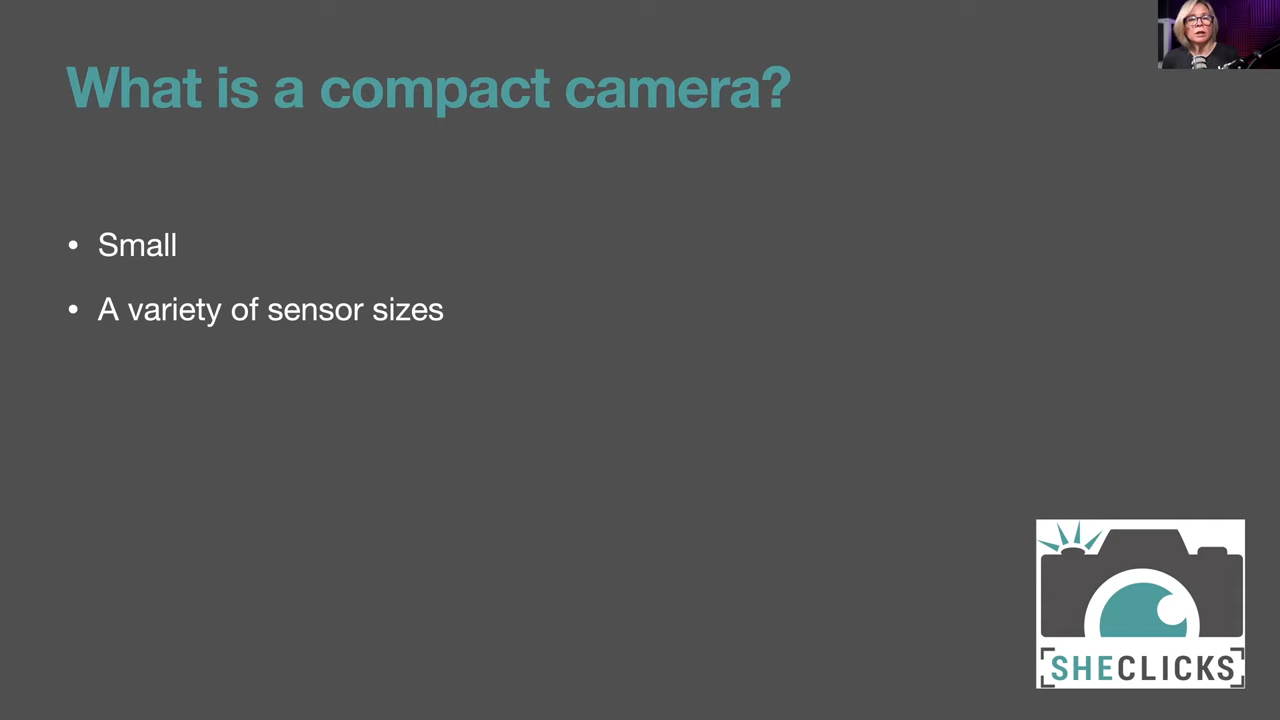 What is a compact camera?
• Small
• A variety of sensor sizes
SHECLICKS